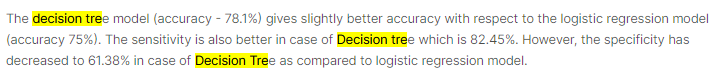 The decision tree model (accuracy - 78.1%) gives slightly better accuracy with respect to the logistic regression model
(accuracy 75%). The sensitivity is also better in case of Decision tree which is 82.45%. However, the specificity has
decreased to 61.38% in case of Decision Tree as compared to logistic regression model.